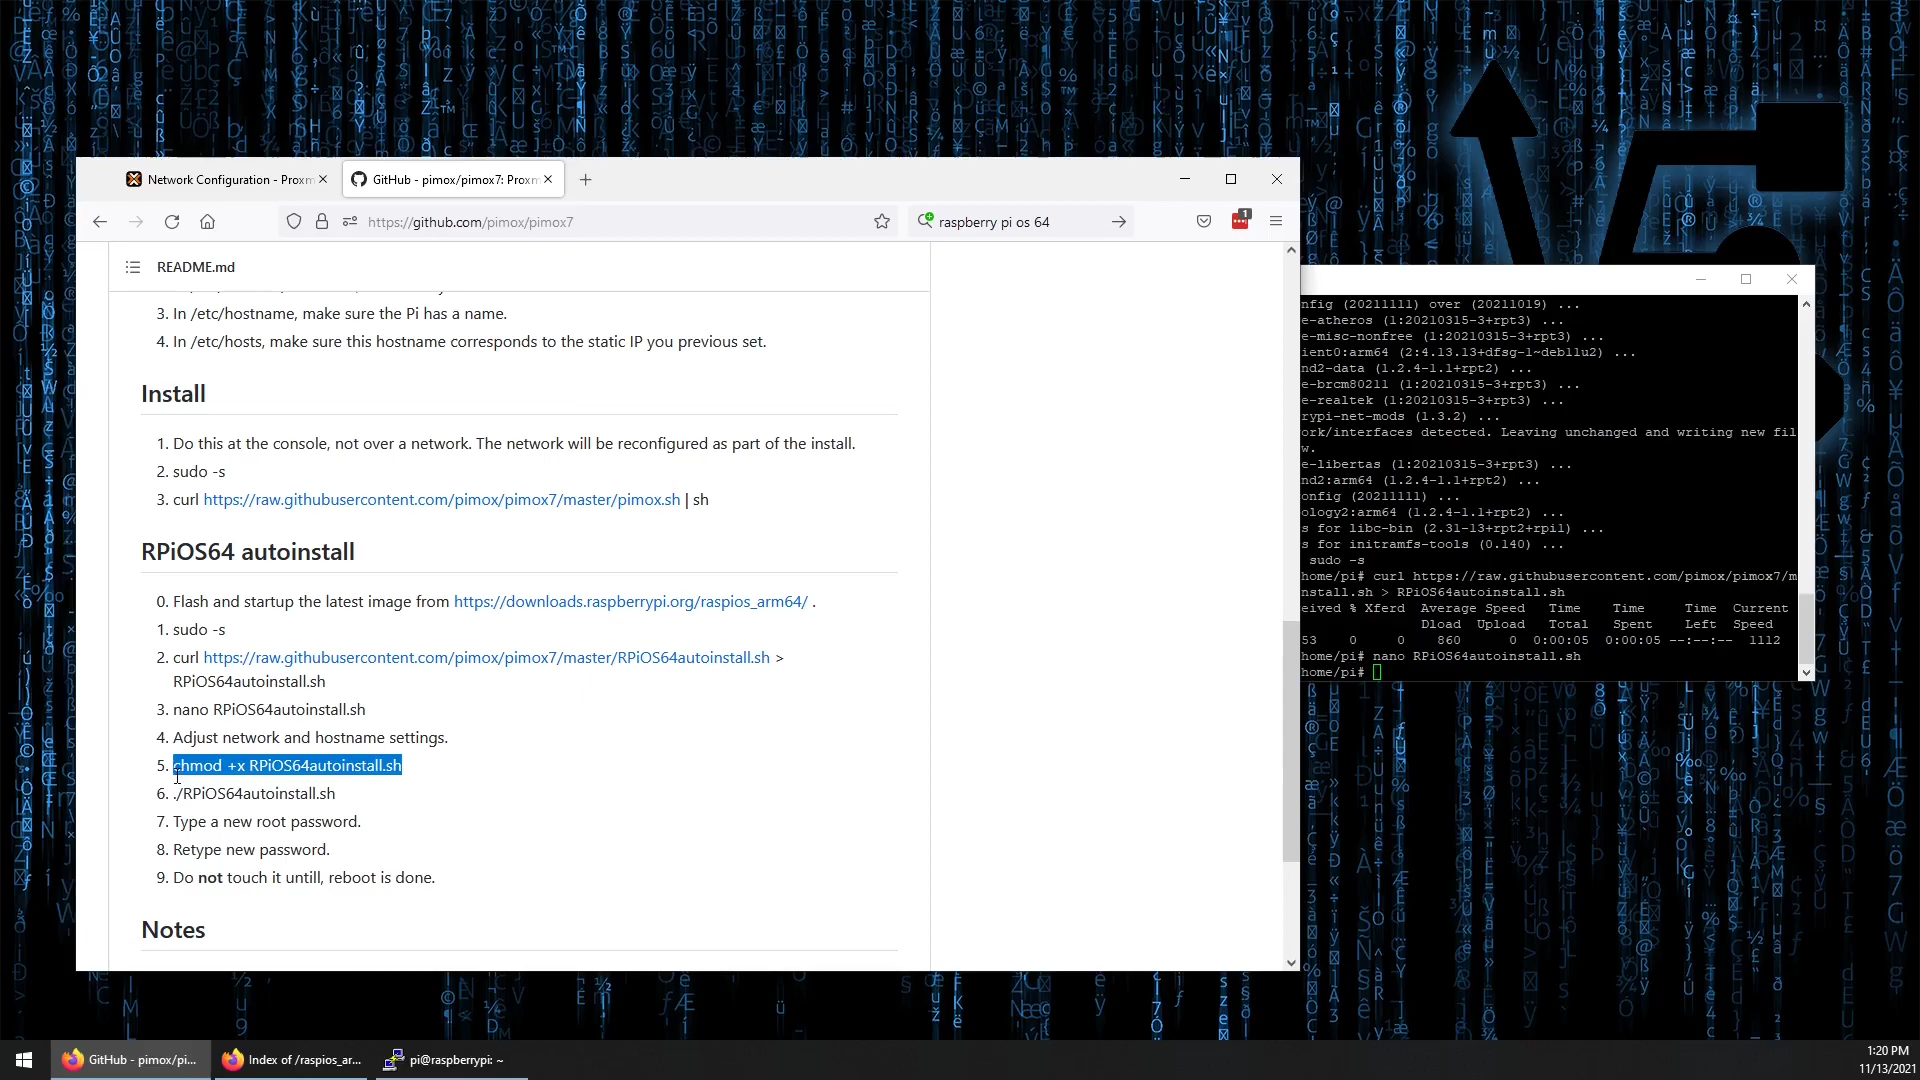 Network Configuration - Proxm
GitHub - pimox/pimox7: Proxm
https://github.com/pimox/pimox7
raspberry pi os 64
1
README.md
3. In /etc/hostname, make sure the Pi has a name.
4. In /etc/hosts, make sure this hostname corresponds to the static IP you previous set.
Install
1. Do this at the console, not over a network. The network will be reconfigured as part of the install.
2. sudo -s
3. curl https://raw.githubusercontent.com/pimox/pimox7/master/pimox.sh | sh
RPiOS64 autoinstall
0. Flash and startup the latest image from https://downloads.raspberrypi.org/raspios_arm64/ .
1. sudo -s
2. curl https://raw.githubusercontent.com/pimox/pimox7/master/RPiOS64autoinstall.sh >
RPiOS64autoinstall.sh
3. nano RPiOS64autoinstall.sh
4. Adjust network and hostname settings.
5. chmod +x RPiOS64autoinstall.sh
6. ./RPiOS64autoinstall.sh
7. Type a new root password.
8. Retype new password.
9. Do not touch it untill, reboot is done.
Notes
nfig (20211111) over (20211019) ...
e-atheros (1:20210315-3+rpt3) ...
e-misc-nonfree (1:20210315-3+rpt3) ...
ient0:arm64 (2:4.13.13+dfsg-1~deb11u2) ...
nd2-data (1.2.4-1.1+rpt2) ...
e-brcm80211 (1:20210315-3+rpt3) ...
e-realtek (1:20210315-3+rpt3) ...
rypi-net-mods (1.3.2) ...
ork/interfaces detected. Leaving unchanged and writing new fil
w.
e-libertas (1:20210315-3+rpt3) ...
nd2:arm64 (1.2.4-1.1+rpt2) ...
onfig (20211111) ...
ology2:arm64 (1.2.4-1.1+rpt2) ...
s for libc-bin (2.31-13+rpt2+rpi1) ...
s for initramfs-tools (0.140) ...
sudo -s
home/pi# curl https://raw.githubusercontent.com/pimox/pimox7/m
nstall.sh > RPiOS64autoinstall.sh
eived % Xferd Average Speed Time Time Time Current
Dload Upload Total Spent Left Speed
53 0 0 860 0 0:00:05 0:00:05 --:--:-- 1112
home/pi# nano RPiOS64autoinstall.sh
home/pi#
GitHub - pimox/pi...
Index of /raspios_ar...
pi@raspberrypi: ~
1:20 PM
11/13/2021